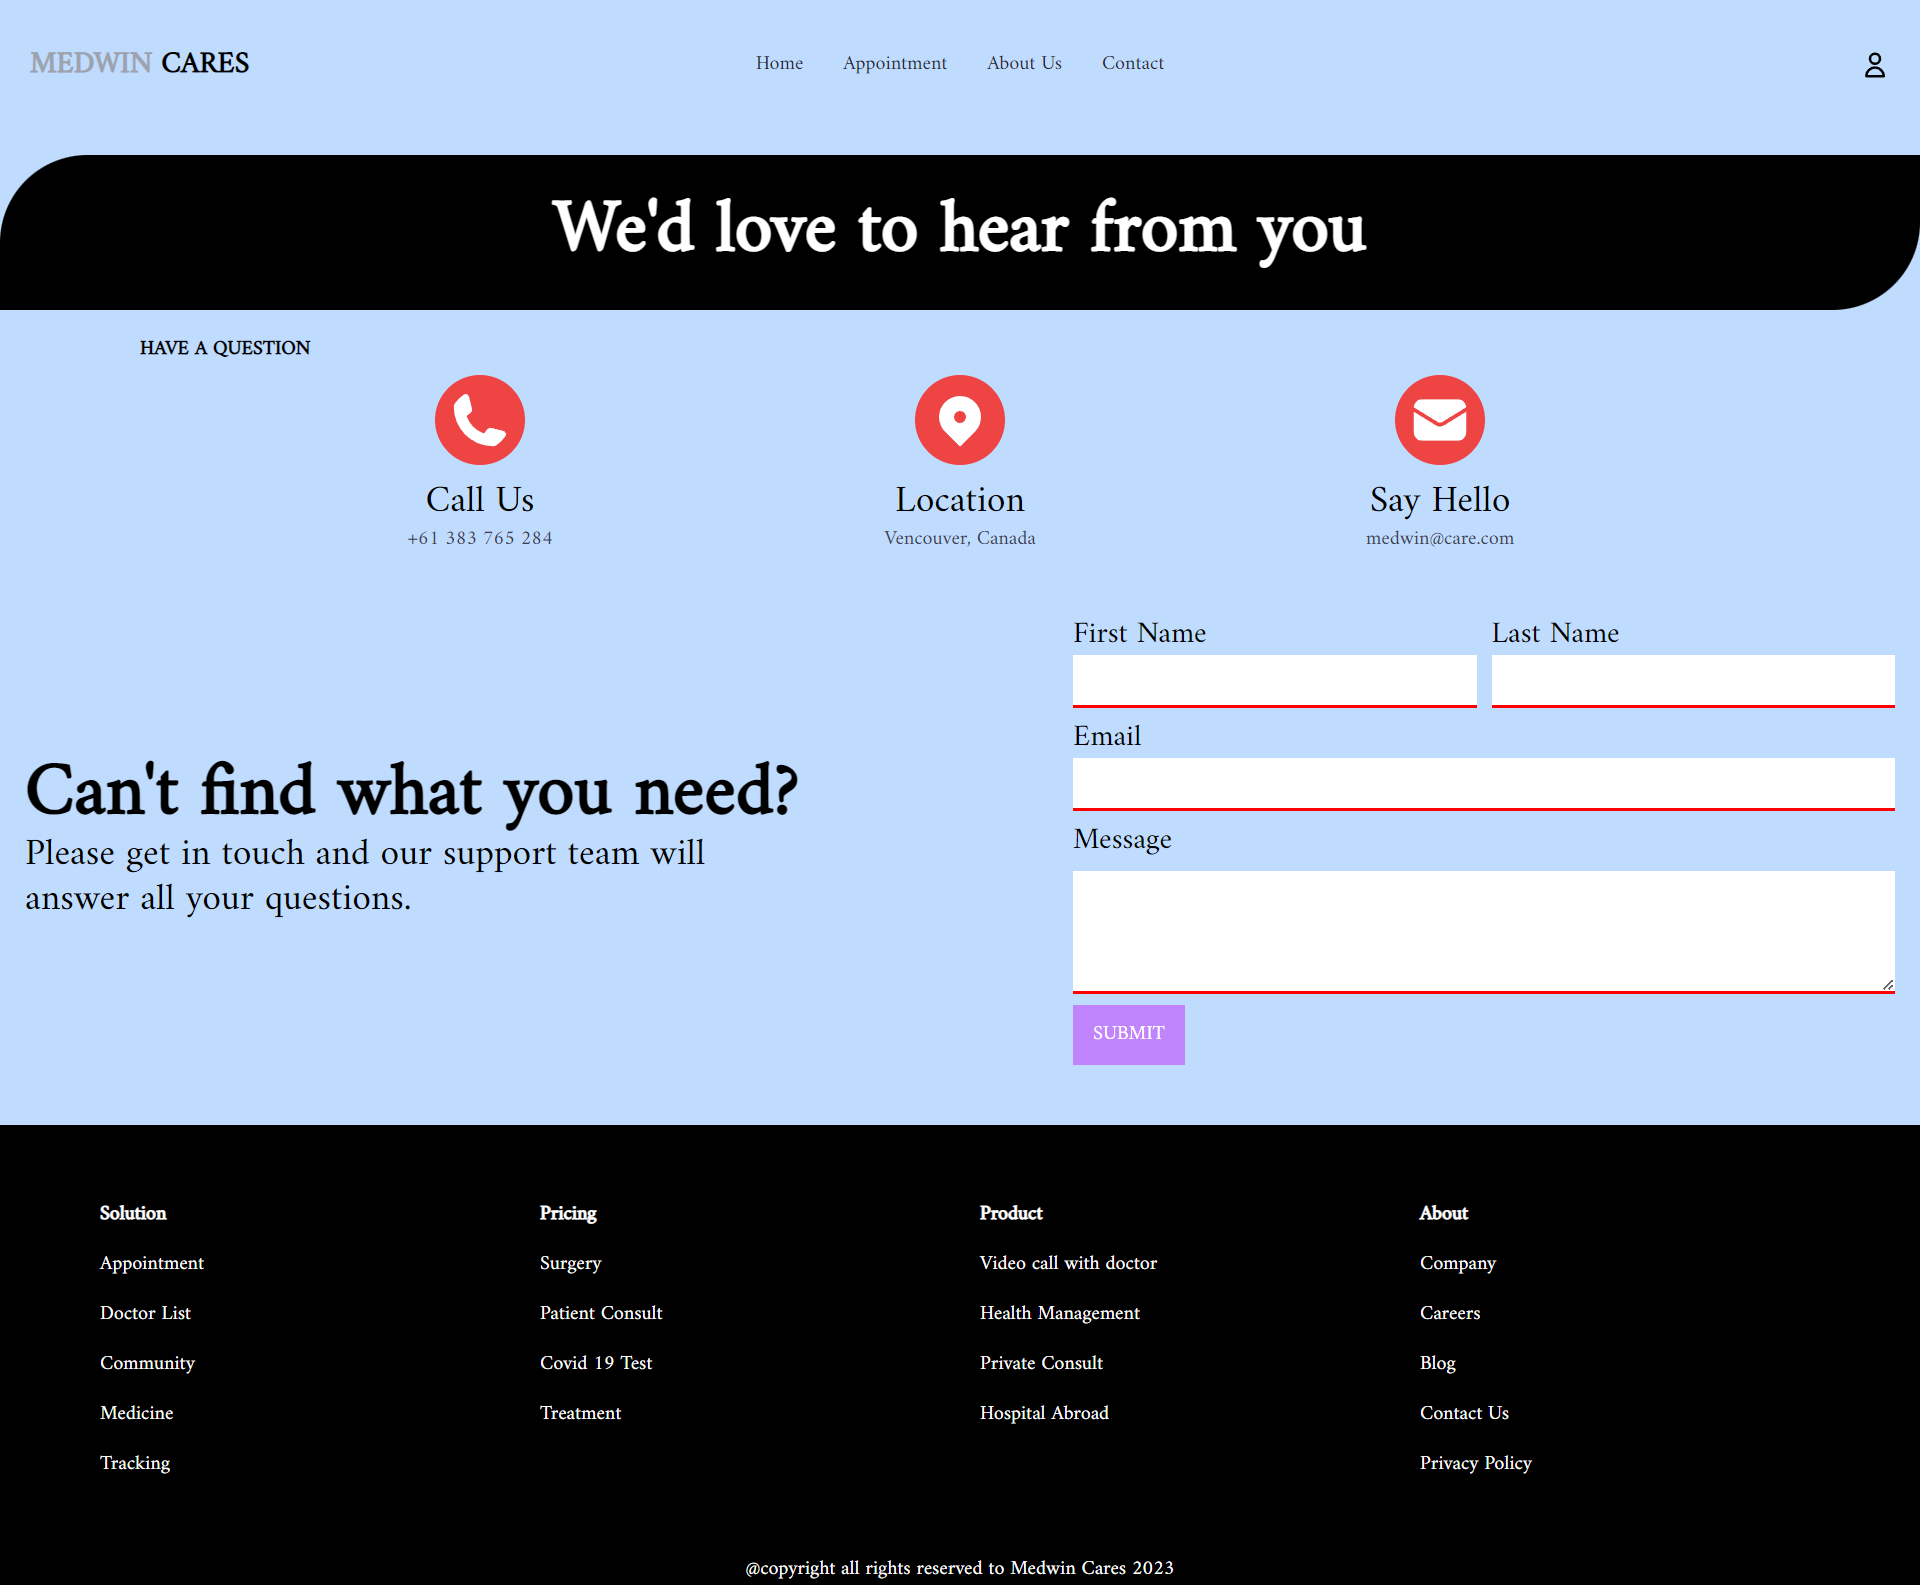 MEDWIN CARES
Home Appointment About Us Contact
We'd love to hear from you
HAVE A QUESTION
Call Us
+61 383 765 284
Location
Vencouver, Canada
Say Hello
medwin@care.com
Can't find what you need?
Please get in touch and our support team will
answer all your questions.
First Name Last Name
Email
Message
SUBMIT
Solution
Appointment
Doctor List
Community
Medicine
Tracking
Pricing
Surgery
Patient Consult
Covid 19 Test
Treatment
Product
Video call with doctor
Health Management
Private Consult
Hospital Abroad
About
Company
Careers
Blog
Contact Us
Privacy Policy
@copyright all rights reserved to Medwin Cares 2023